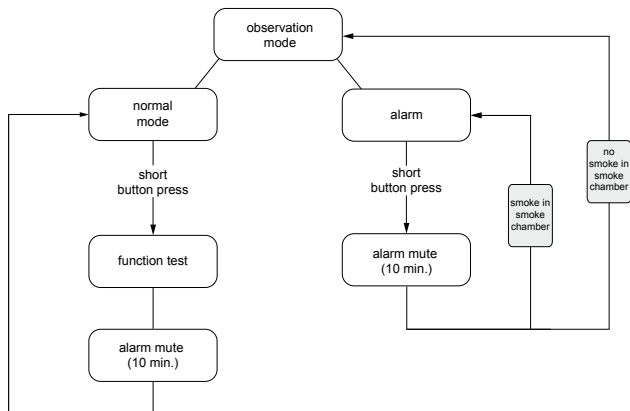 observation
mode
normal
mode
alarm
short
button press
short
button press
no
smoke in
smoke
chamber
smoke in
smoke
chamber
function test
alarm mute
(10 min.)
alarm mute
(10 min.)